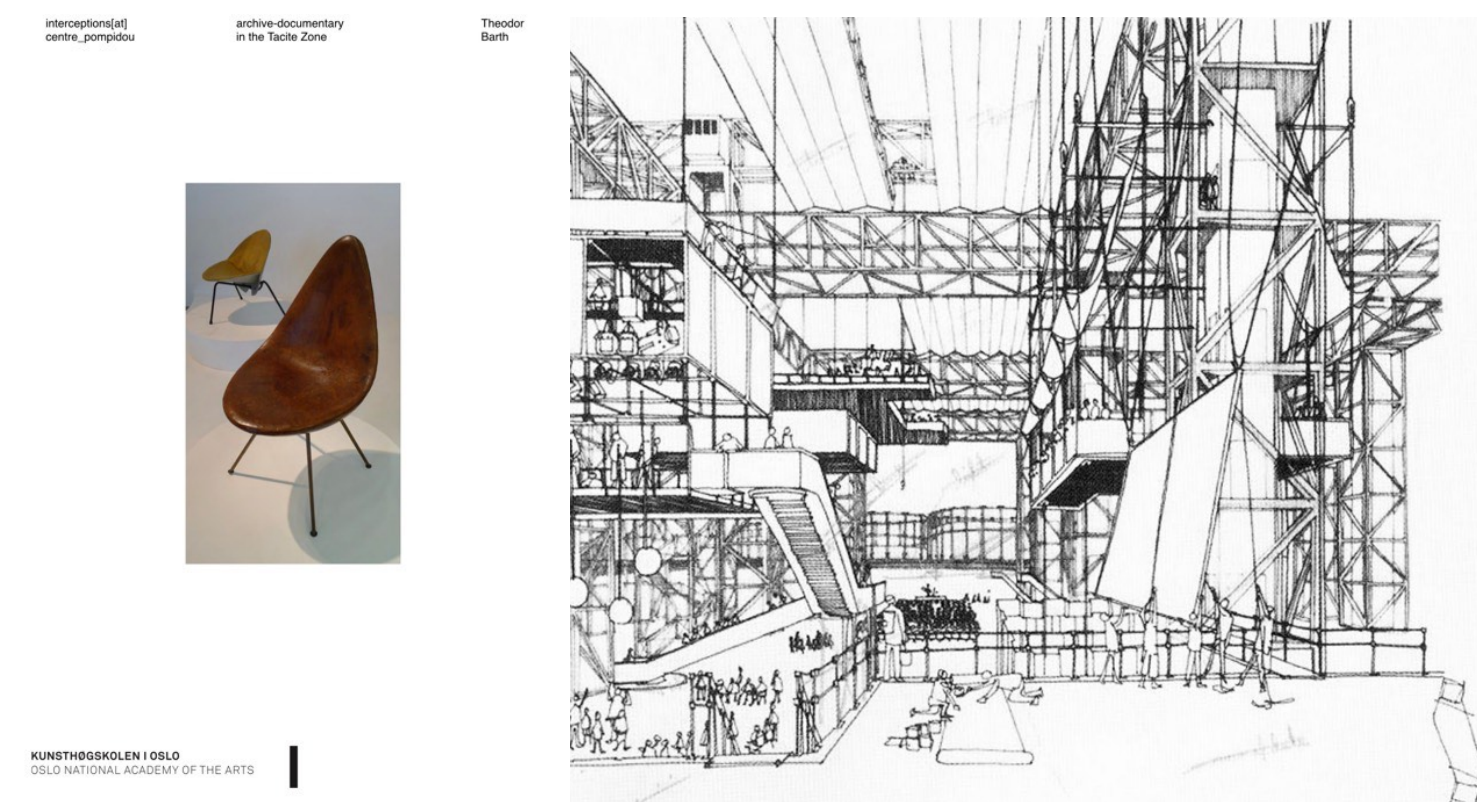 interceptions[at]
centre_pompidou
archive-documentary
in the Tacite Zone
Theodor
Barth
KUNSTHØGSKOLEN I OSLO
OSLO NATIONAL ACADEMY OF THE ARTS